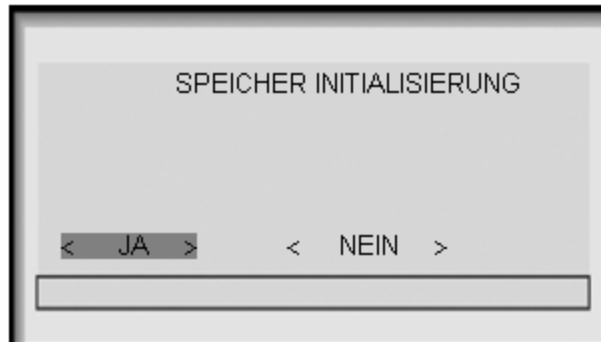 SPEICHER INITIALISIERUNG
< JA > < NEIN >